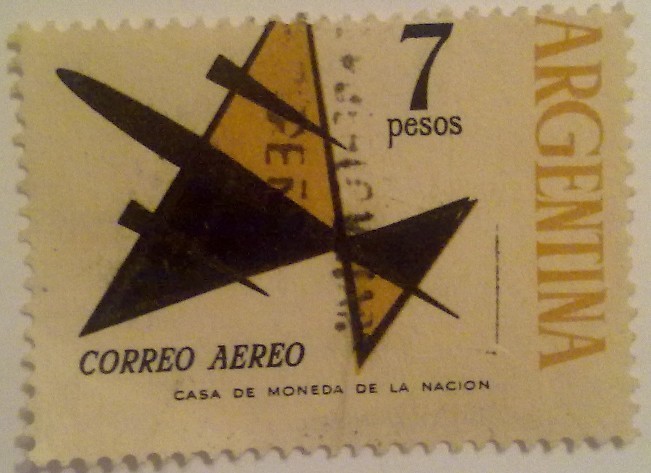 7
pesos
ARGENTINA
CORREO AEREO
CASA DE MONEDA DE LA NACION